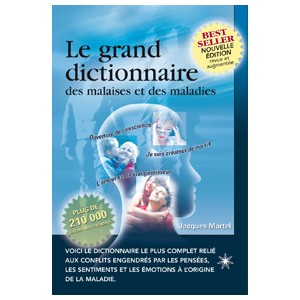 Le grand
dictionnaire
des malaises et des maladies
BEST
SELLER
NOUVELLE
ÉDITION
revue et
augmentée
Ouverture de conscience
Je suis créateur de ma vie
Jacques Martel
PLUS DE
210 000
VOICI LE DICTIONNAIRE LE PLUS COMPLET RELIÉ
AUX CONFLITS ENGENDRÉS PAR LES PENSÉES,
LES SENTIMENTS ET LES ÉMOTIONS À L'ORIGINE
DE LA MALADIE.